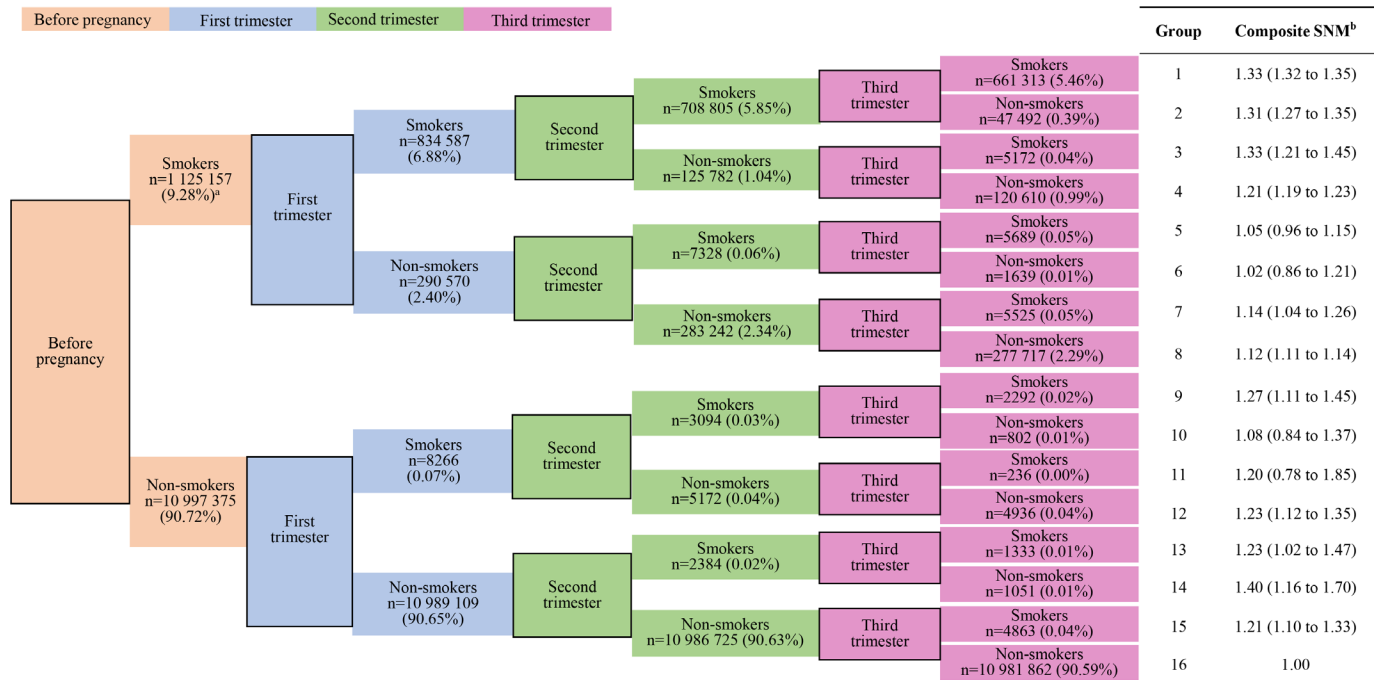 Before pregnancy First trimester Second trimester Third trimester
Group Composite SNMᵇ
Before
pregnancy
Smokers
n=1 125 157
(9.28%)ᵃ
Non-smokers
n=10 997 375
(90.72%)
First
trimester
First
trimester
Smokers
n=834 587
(6.88%)
Non-smokers
n=290 570
(2.40%)
Smokers
n=8266
(0.07%)
Non-smokers
n=10 989 109
(90.65%)
Second
trimester
Second
trimester
Second
trimester
Second
trimester
Smokers
n=708 805 (5.85%)
Non-smokers
n=125 782 (1.04%)
Smokers
n=7328 (0.06%)
Non-smokers
n=283 242 (2.34%)
Smokers
n=3094 (0.03%)
Non-smokers
n=5172 (0.04%)
Smokers
n=2384 (0.02%)
Non-smokers
n=10 986 725 (90.63%)
Third
trimester
Third
trimester
Third
trimester
Third
trimester
Third
trimester
Third
trimester
Third
trimester
Third
trimester
Smokers
n=661 313 (5.46%)
1 1.33 (1.32 to 1.35)
Non-smokers
n=47 492 (0.39%)
2 1.31 (1.27 to 1.35)
Smokers
n=5172 (0.04%)
3 1.33 (1.21 to 1.45)
Non-smokers
n=120 610 (0.99%)
4 1.21 (1.19 to 1.23)
Smokers
n=5689 (0.05%)
5 1.05 (0.96 to 1.15)
Non-smokers
n=1639 (0.01%)
6 1.02 (0.86 to 1.21)
Smokers
n=5525 (0.05%)
7 1.14 (1.04 to 1.26)
Non-smokers
n=277 717 (2.29%)
8 1.12 (1.11 to 1.14)
Smokers
n=2292 (0.02%)
9 1.27 (1.11 to 1.45)
Non-smokers
n=802 (0.01%)
10 1.08 (0.84 to 1.37)
Smokers
n=236 (0.00%)
11 1.20 (0.78 to 1.85)
Non-smokers
n=4936 (0.04%)
12 1.23 (1.12 to 1.35)
Smokers
n=1333 (0.01%)
13 1.23 (1.02 to 1.47)
Non-smokers
n=1051 (0.01%)
14 1.40 (1.16 to 1.70)
Smokers
n=4863 (0.04%)
15 1.21 (1.10 to 1.33)
Non-smokers
n=10 981 862 (90.59%)
16 1.00